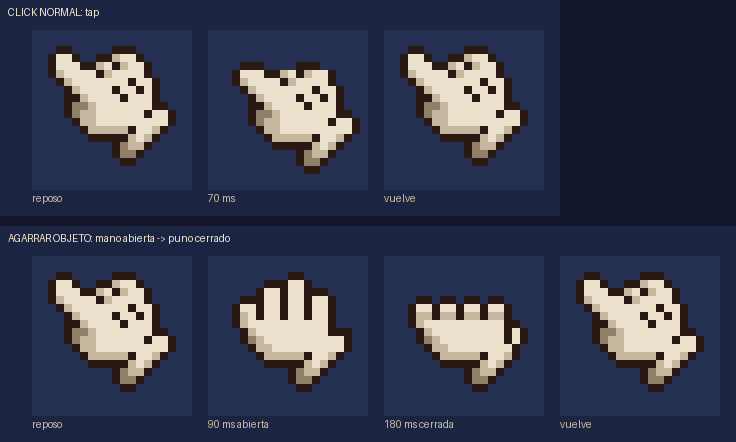 CLICK NORMAL: tap
reposo
70 ms
vuelve
AGARRAR OBJETO: mano abierta -> puno cerrado
reposo
90 ms abierta
180 ms cerrada
vuelve